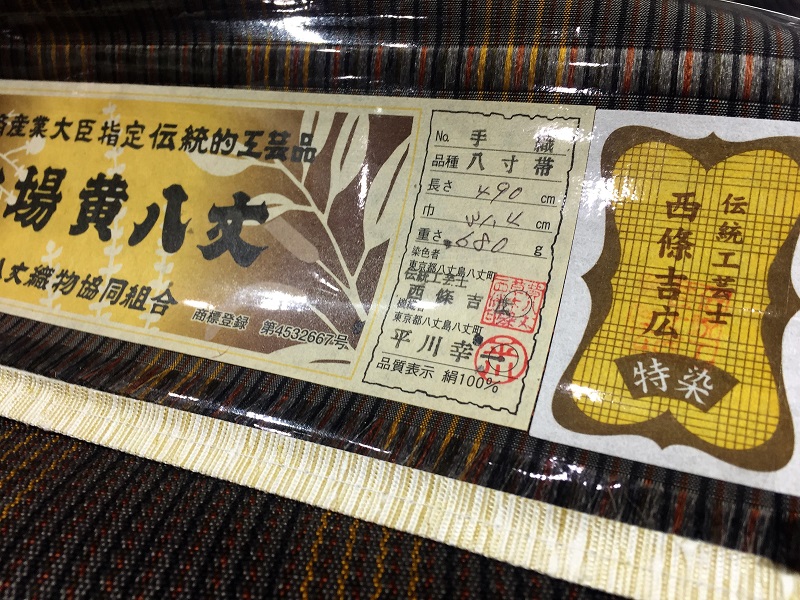 産業大臣指定伝統的工芸品
場黄八丈
八丈織物協同組合
商標登録 第4532667号
No. 手織
品種 八寸帯
長さ 490 cm
巾 31.4 cm
重さ 680 g
染色者
東京都八丈島八丈町
伝統工芸士
西條吉広
東京都八丈島八丈町
平川幸
品質表示 絹100%
伝統工芸士
西條吉広
特染